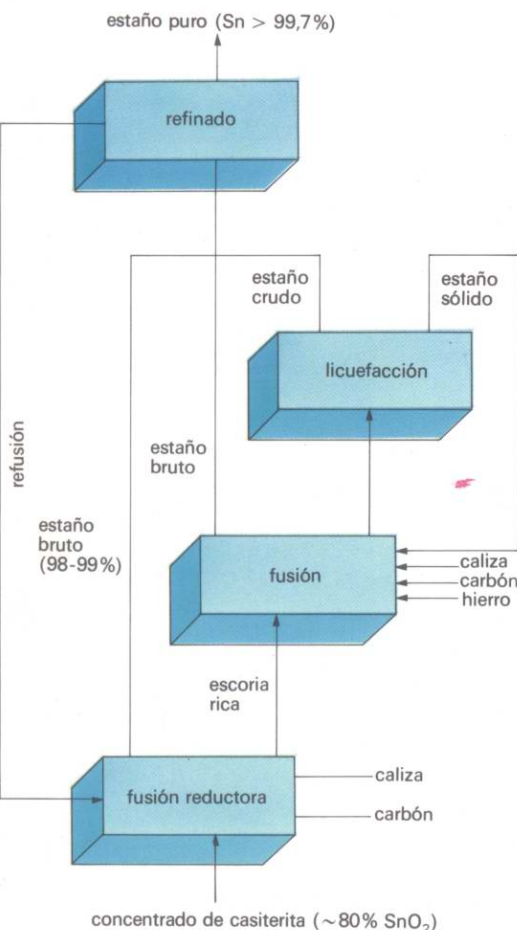 estaño puro (Sn > 99,7%)
refinado
estaño
crudo
estaño
sólido
licuefacción
refusión
estaño
bruto
estaño
bruto
(98-99%)
fusión
caliza
carbón
hierro
escoria
rica
fusión reductora
caliza
carbón
concentrado de casiterita (~80% SnO₂)